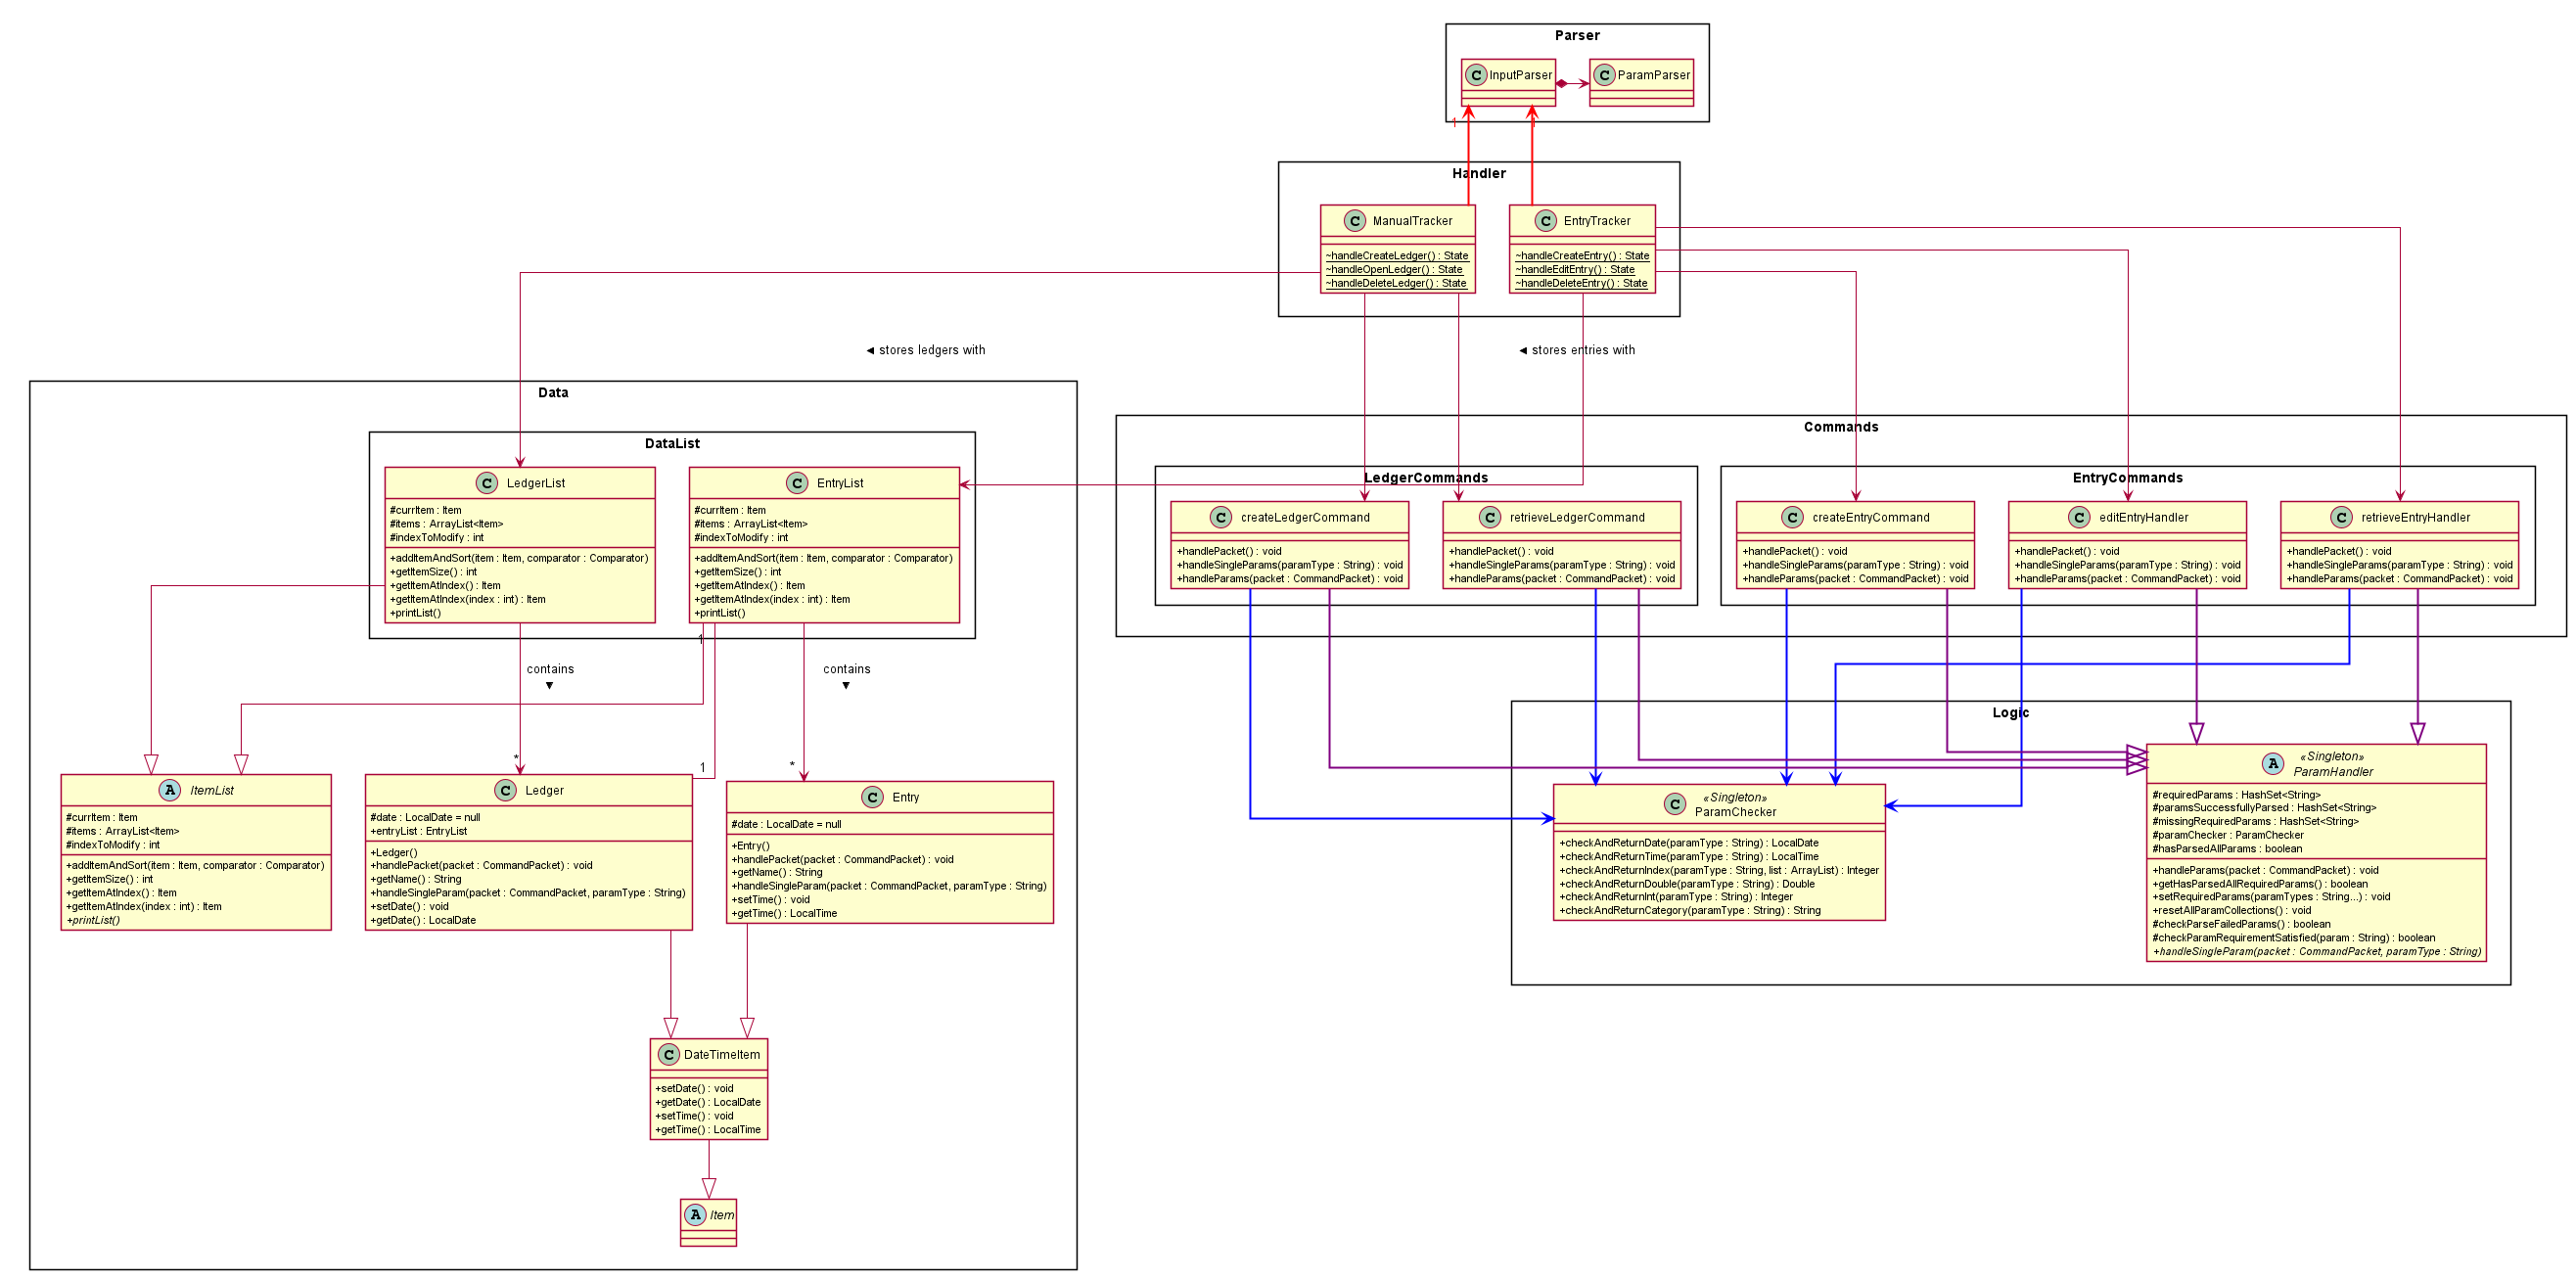 Parser
C InputParser
C ParamParser
1
1
Handler
C ManualTracker
~handleCreateLedger() : State
~handleOpenLedger() : State
~handleDeleteLedger() : State
C EntryTracker
~handleCreateEntry() : State
~handleEditEntry() : State
~handleDeleteEntry() : State
◄ stores ledgers with
◄ stores entries with
Data
DataList
C LedgerList
#currItem : Item
#items : ArrayList<Item>
#indexToModify : int
+addItemAndSort(item : Item, comparator : Comparator)
+getItemSize() : int
+getItemAtIndex() : Item
+getItemAtIndex(index : int) : Item
+printList()
C EntryList
#currItem : Item
#items : ArrayList<Item>
#indexToModify : int
+addItemAndSort(item : Item, comparator : Comparator)
+getItemSize() : int
+getItemAtIndex() : Item
+getItemAtIndex(index : int) : Item
+printList()
Commands
LedgerCommands
C createLedgerCommand
+handlePacket() : void
+handleSingleParams(paramType : String) : void
+handleParams(packet : CommandPacket) : void
C retrieveLedgerCommand
+handlePacket() : void
+handleSingleParams(paramType : String) : void
+handleParams(packet : CommandPacket) : void
EntryCommands
C createEntryCommand
+handlePacket() : void
+handleSingleParams(paramType : String) : void
+handleParams(packet : CommandPacket) : void
C editEntryHandler
+handlePacket() : void
+handleSingleParams(paramType : String) : void
+handleParams(packet : CommandPacket) : void
C retrieveEntryHandler
+handlePacket() : void
+handleSingleParams(paramType : String) : void
+handleParams(packet : CommandPacket) : void
1
contains
▼
contains
▼
*
1
*
A ItemList
#currItem : Item
#items : ArrayList<Item>
#indexToModify : int
+addItemAndSort(item : Item, comparator : Comparator)
+getItemSize() : int
+getItemAtIndex() : Item
+getItemAtIndex(index : int) : Item
+printList()
C Ledger
#date : LocalDate = null
+entryList : EntryList
+Ledger()
+handlePacket(packet : CommandPacket) : void
+getName() : String
+handleSingleParam(packet : CommandPacket, paramType : String)
+setDate() : void
+getDate() : LocalDate
C Entry
#date : LocalDate = null
+Entry()
+handlePacket(packet : CommandPacket) : void
+getName() : String
+handleSingleParam(packet : CommandPacket, paramType : String)
+setTime() : void
+getTime() : LocalTime
Logic
C «Singleton»
ParamChecker
+checkAndReturnDate(paramType : String) : LocalDate
+checkAndReturnTime(paramType : String) : LocalTime
+checkAndReturnIndex(paramType : String, list : ArrayList) : Integer
+checkAndReturnDouble(paramType : String) : Double
+checkAndReturnInt(paramType : String) : Integer
+checkAndReturnCategory(paramType : String) : String
A «Singleton»
ParamHandler
#requiredParams : HashSet<String>
#paramsSuccessfullyParsed : HashSet<String>
#missingRequiredParams : HashSet<String>
#paramChecker : ParamChecker
#hasParsedAllParams : boolean
+handleParams(packet : CommandPacket) : void
+getHasParsedAllRequiredParams() : boolean
+setRequiredParams(paramTypes : String...) : void
+resetAllParamCollections() : void
#checkParseFailedParams() : boolean
#checkParamRequirementSatisfied(param : String) : boolean
+handleSingleParam(packet : CommandPacket, paramType : String)
C DateTimeItem
+setDate() : void
+getDate() : LocalDate
+setTime() : void
+getTime() : LocalTime
A Item